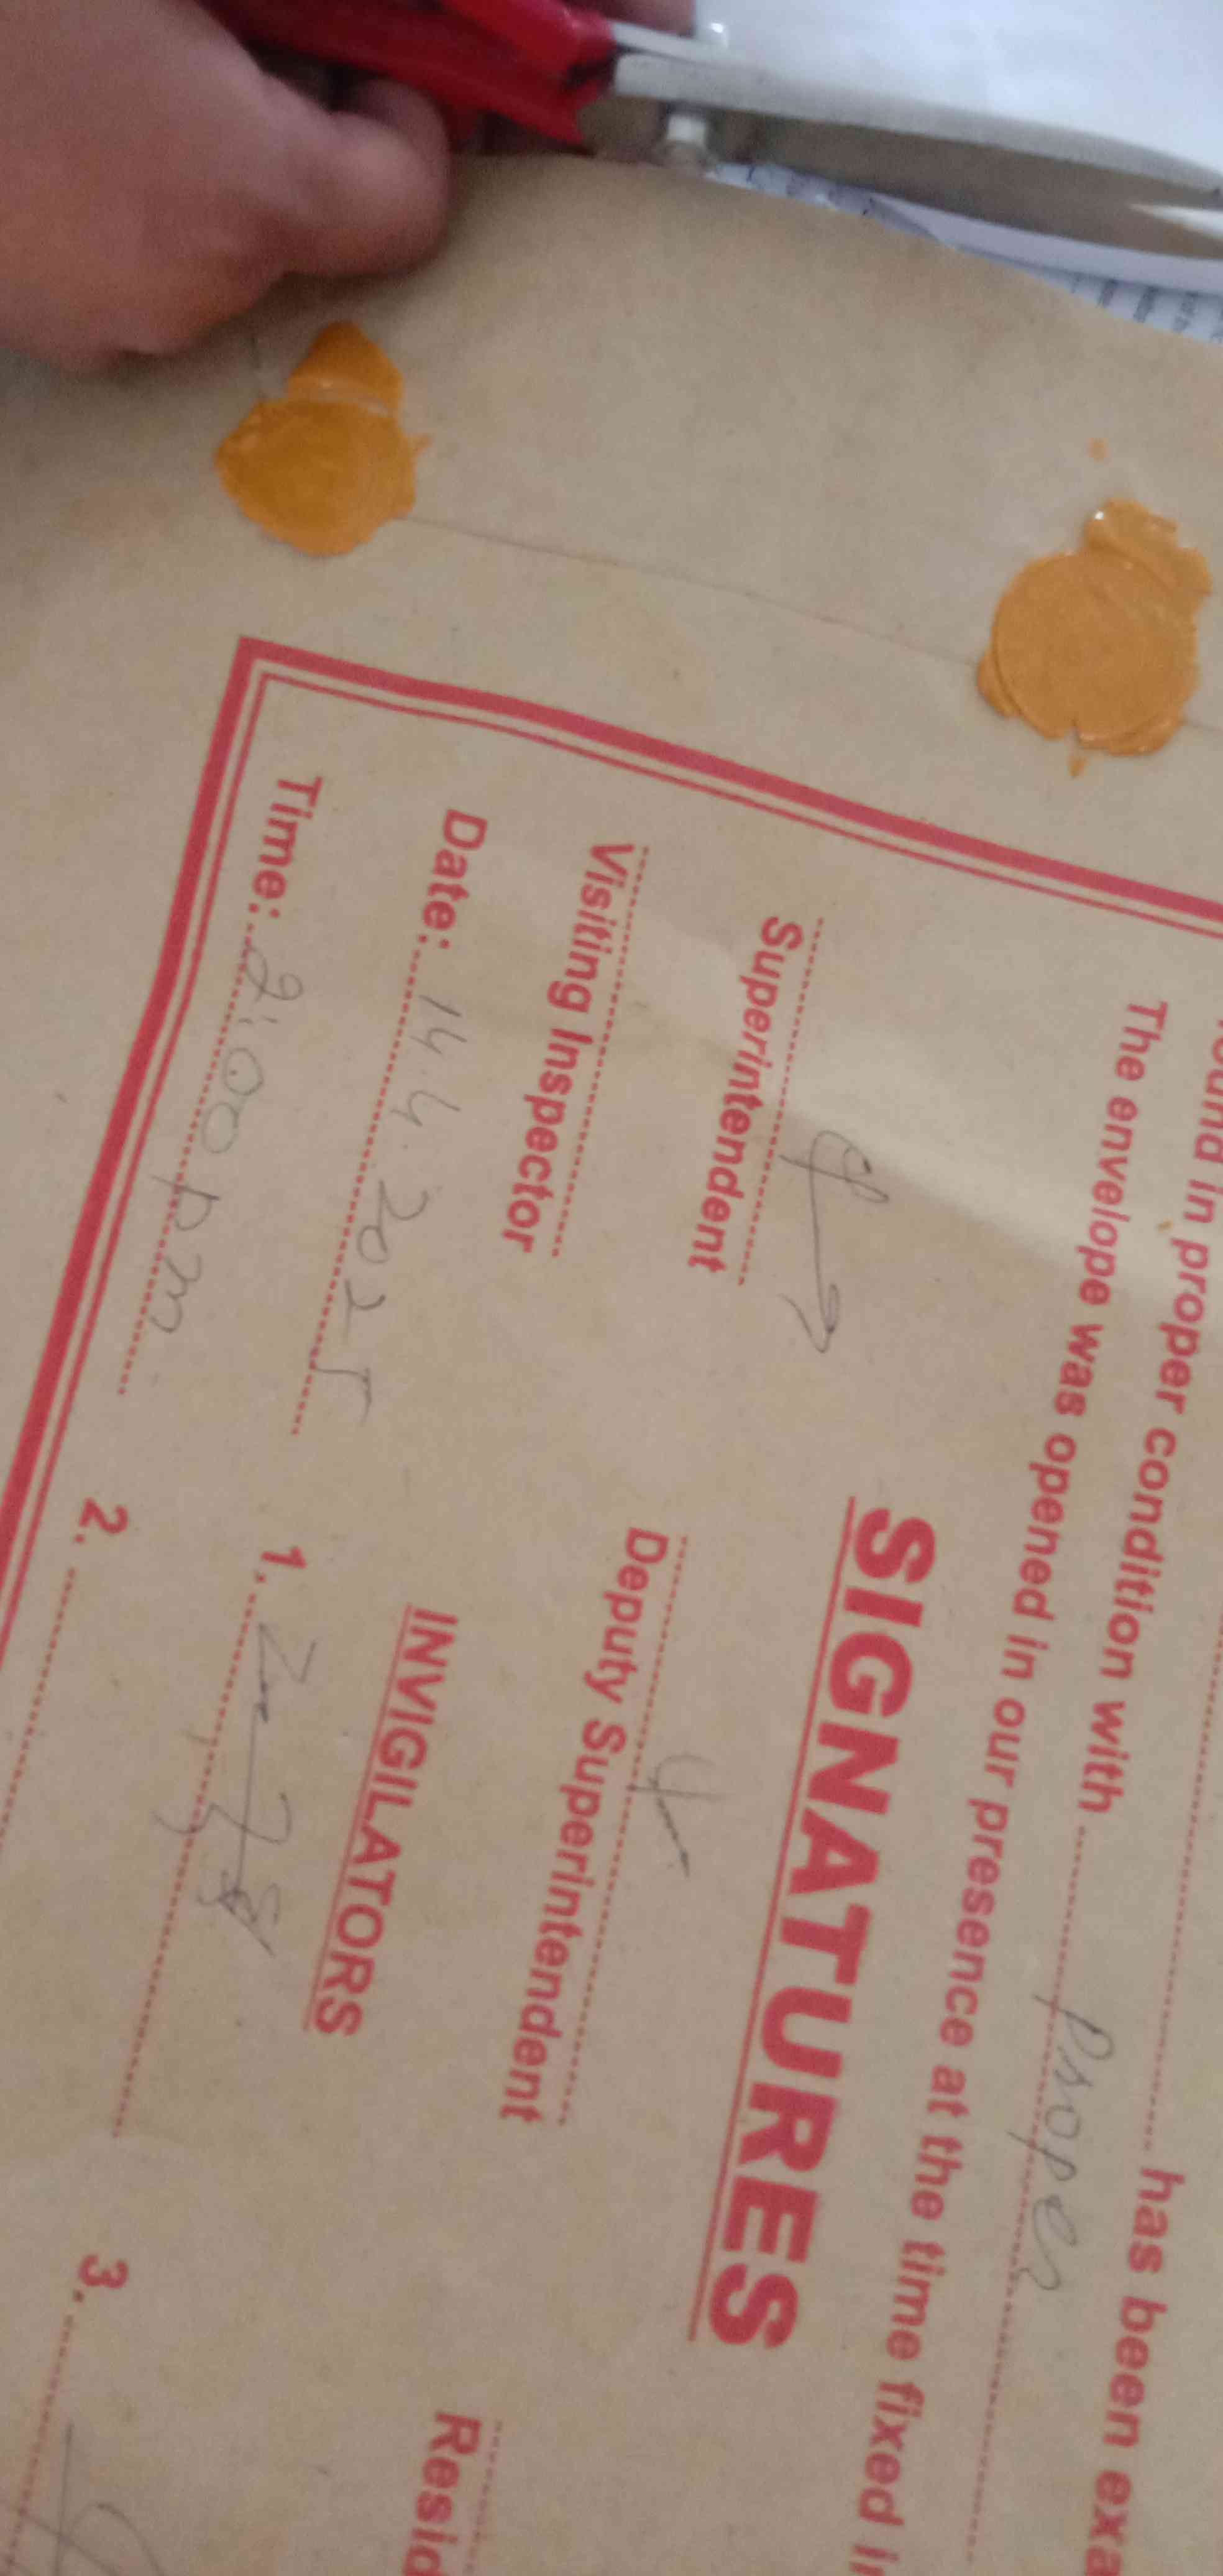 has been exa
ound in proper condition with ........ Proper
The envelope was opened in our presence at the time fixed i
SIGNATURES
Superintendent
Deputy Superintendent
Resid
Visiting Inspector
INVIGILATORS
Date: 14.4.2025
1.
Time: 2:00 pm
2.
3.